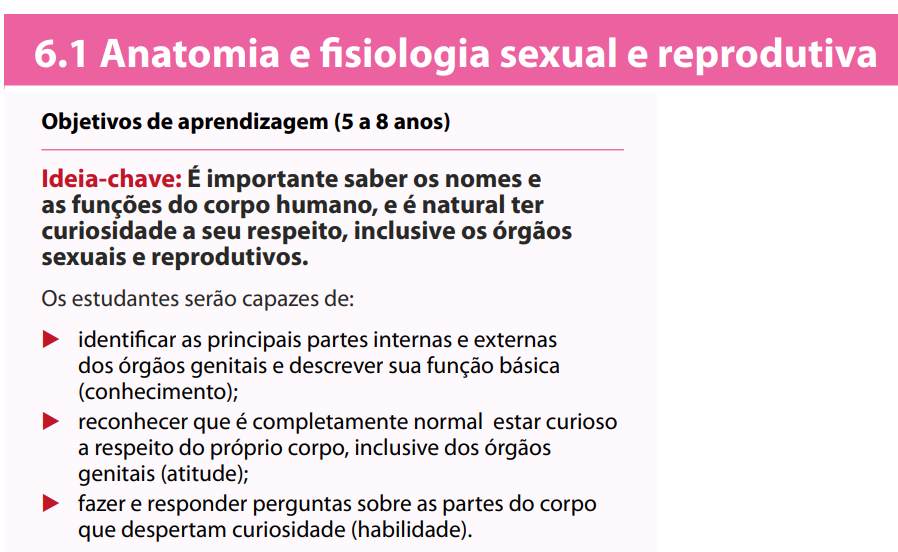 6.1 Anatomia e fisiologia sexual e reprodutiva
Objetivos de aprendizagem (5 a 8 anos)
Ideia-chave: É importante saber os nomes e
as funções do corpo humano, e é natural ter
curiosidade a seu respeito, inclusive os órgãos
sexuais e reprodutivos.
Os estudantes serão capazes de:
▶ identificar as principais partes internas e externas
dos órgãos genitais e descrever sua função básica
(conhecimento);
▶ reconhecer que é completamente normal estar curioso
a respeito do próprio corpo, inclusive dos órgãos
genitais (atitude);
▶ fazer e responder perguntas sobre as partes do corpo
que despertam curiosidade (habilidade).